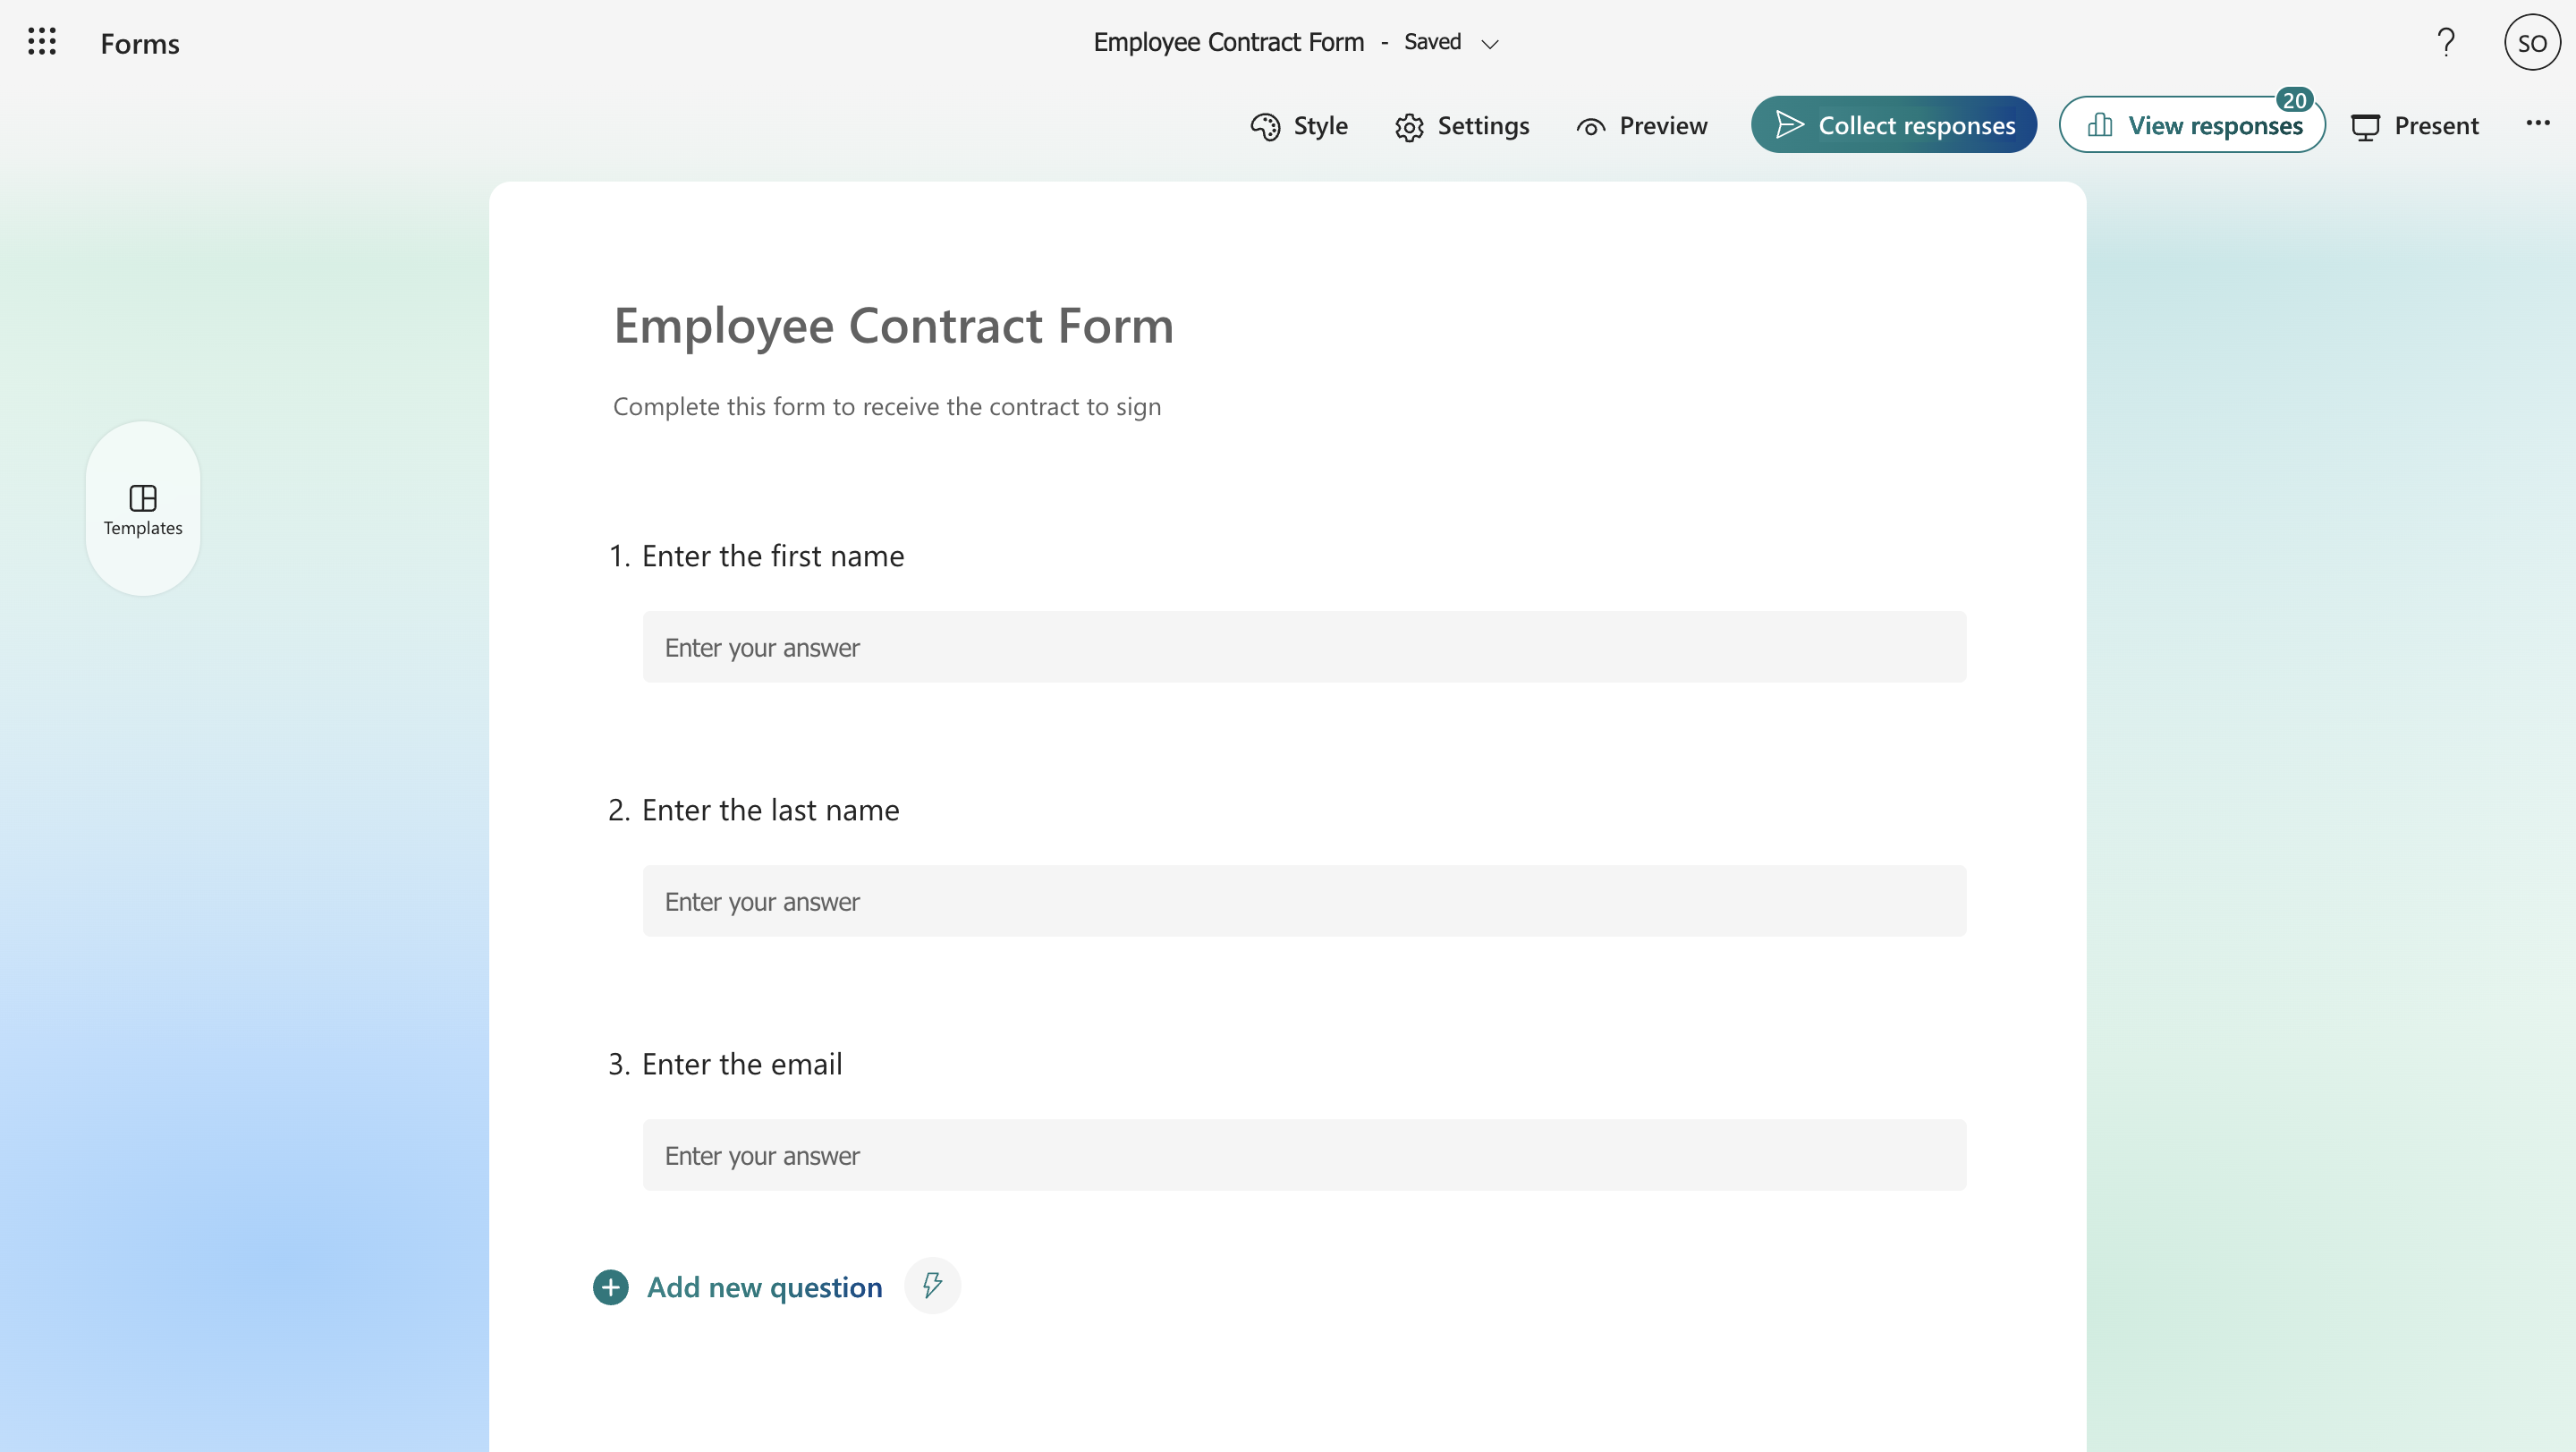 Forms
Employee Contract Form - Saved
?
SO
Style
Settings
Preview
Collect responses
View responses
20
Present
Templates
Employee Contract Form
Complete this form to receive the contract to sign
1. Enter the first name
Enter your answer
2. Enter the last name
Enter your answer
3. Enter the email
Enter your answer
Add new question